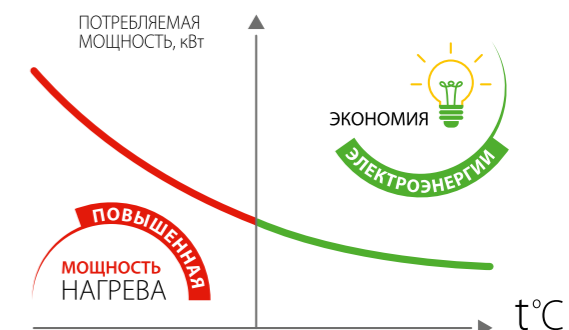 ПОТРЕБЛЯЕМАЯ
МОЩНОСТЬ, кВт
ЭКОНОМИЯ
ЭЛЕКТРОЭНЕРГИИ
ПОВЫШЕННАЯ
МОЩНОСТЬ
НАГРЕВА
t°C